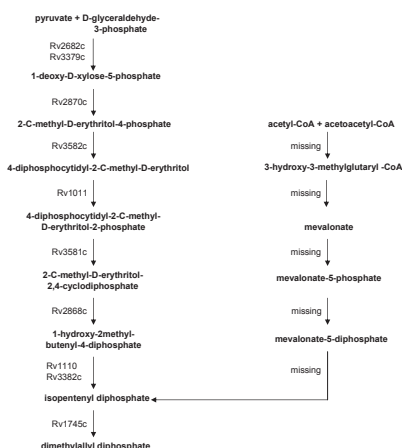 pyruvate + D-glyceraldehyde-
3-phosphate
Rv2682c
Rv3379c
1-deoxy-D-xylose-5-phosphate
Rv2870c
2-C-methyl-D-erythritol-4-phosphate
Rv3582c
4-diphosphocytidyl-2-C-methyl-D-erythritol
Rv1011
4-diphosphocytidyl-2-C-methyl-
D-erythritol-2-phosphate
Rv3581c
2-C-methyl-D-erythritol-
2,4-cyclodiphosphate
Rv2868c
1-hydroxy-2methyl-
butenyl-4-diphosphate
Rv1110
Rv3382c
isopentenyl diphosphate
Rv1745c
dimethylallyl diphosphate
acetyl-CoA + acetoacetyl-CoA
missing
3-hydroxy-3-methylglutaryl -CoA
missing
mevalonate
missing
mevalonate-5-phosphate
missing
mevalonate-5-diphosphate
missing